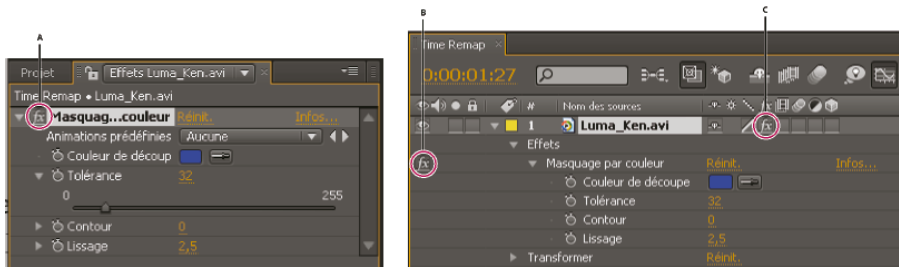 A
Projet Effets Luma_Ken.avi
Time Remap • Luma_Ken.avi
fx Masquag...couleur Réinit. Infos...
Animations prédéfinies Aucune
Couleur de découp
Tolérance 32
0 255
Contour 0
Lissage 2,5
B C
Time Remap
0:00:01:27
# Nom des sources fx
1 Luma_Ken.avi fx
Effets
fx Masquage par couleur Réinit. Infos...
Couleur de découpe
Tolérance 32
Contour 0
Lissage 2,5
Transformer Réinit.